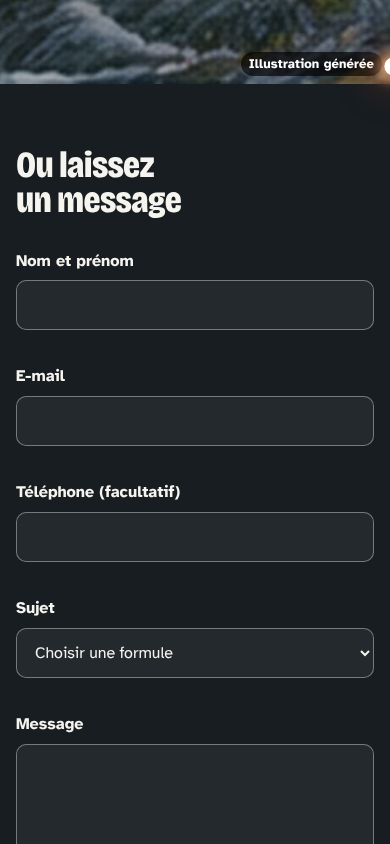 Illustration générée
Ou laissez
un message
Nom et prénom
E-mail
Téléphone (facultatif)
Sujet
Choisir une formule
Message